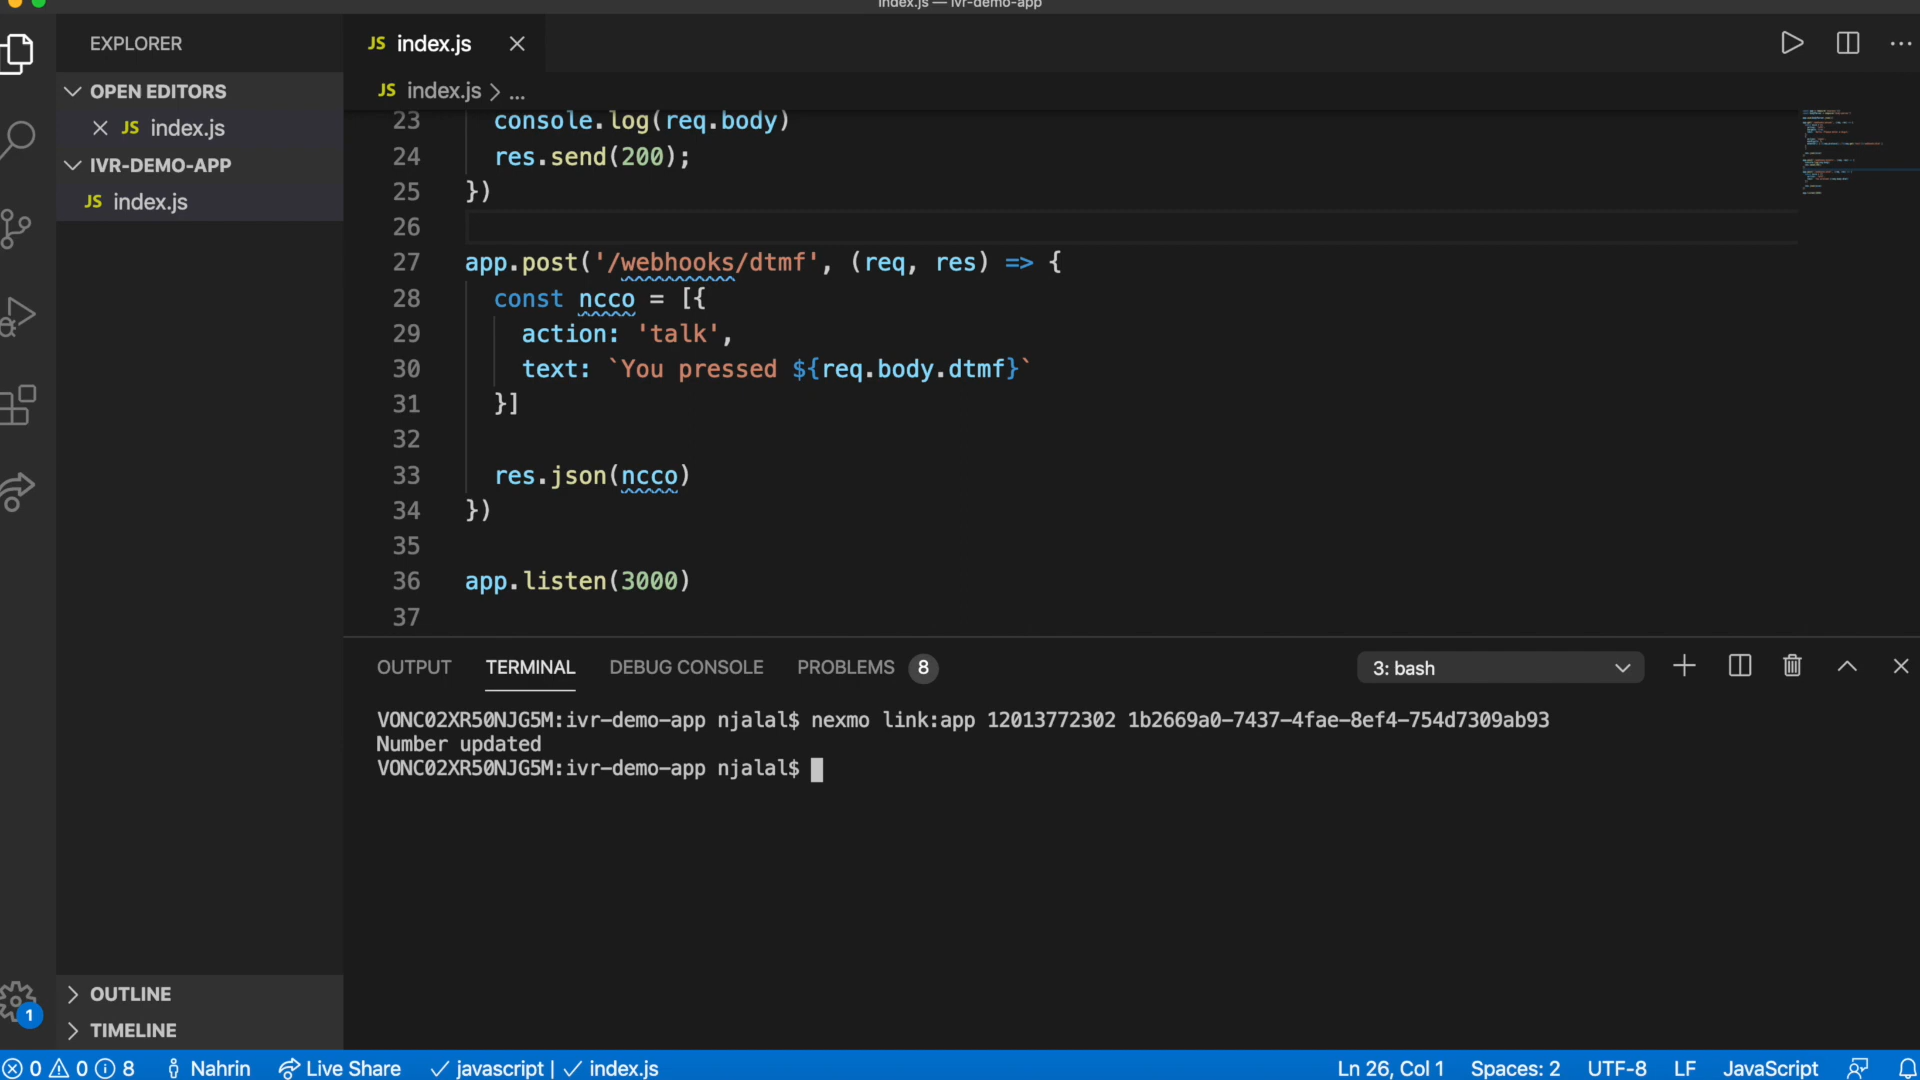 index.js — ivr-demo-app
EXPLORER
OPEN EDITORS
JS index.js
IVR-DEMO-APP
JS index.js
OUTLINE
TIMELINE
1
JS index.js
JS index.js > ...
23 console.log(req.body)
24 res.send(200);
25 })
26
27 app.post('/webhooks/dtmf', (req, res) => {
28 const ncco = [{
29 action: 'talk',
30 text: `You pressed ${req.body.dtmf}`
31 }]
32
33 res.json(ncco)
34 })
35
36 app.listen(3000)
37
OUTPUT TERMINAL DEBUG CONSOLE PROBLEMS 8 3: bash
VONC02XR50NJG5M:ivr-demo-app njalal$ nexmo link:app 12013772302 1b2669a0-7437-4fae-8ef4-754d7309ab93
Number updated
VONC02XR50NJG5M:ivr-demo-app njalal$
0 0 8 Nahrin Live Share javascript | index.js Ln 26, Col 1 Spaces: 2 UTF-8 LF JavaScript